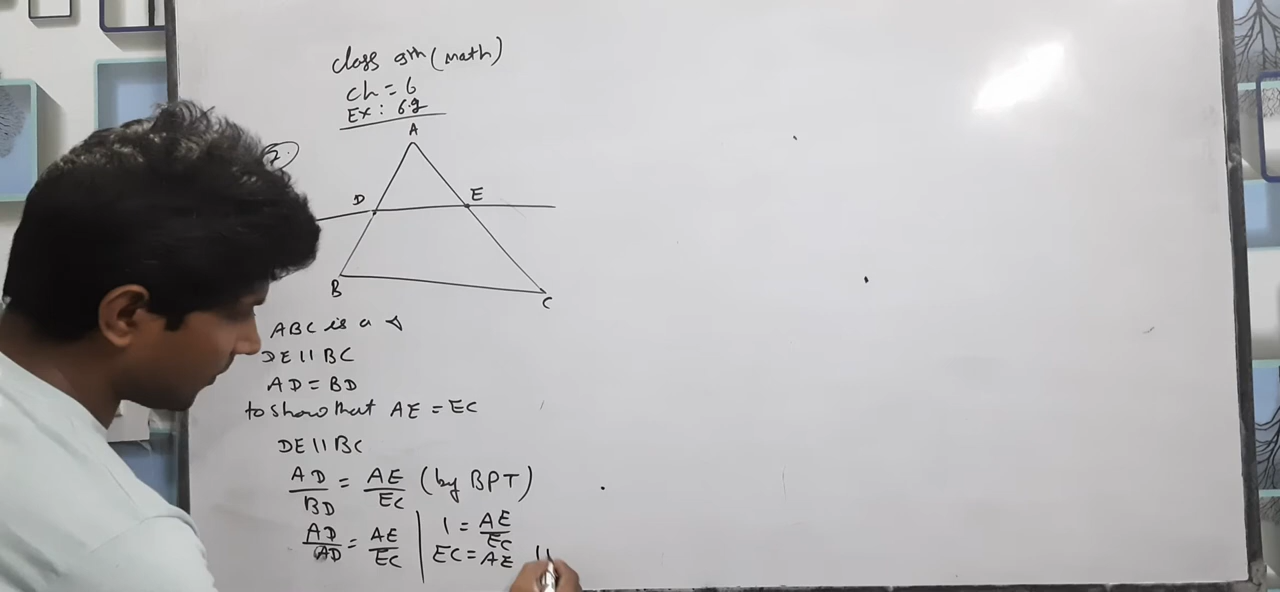 class 9th (math)
ch = 6
Ex : 6.2
2.
A
D
E
B
C
ABC is a △
DE || BC
AD = BD
to show that AE = EC
DE || BC
AD/BD = AE/EC (by BPT)
AD/AD = AE/EC | 1 = AE/EC
EC = AE